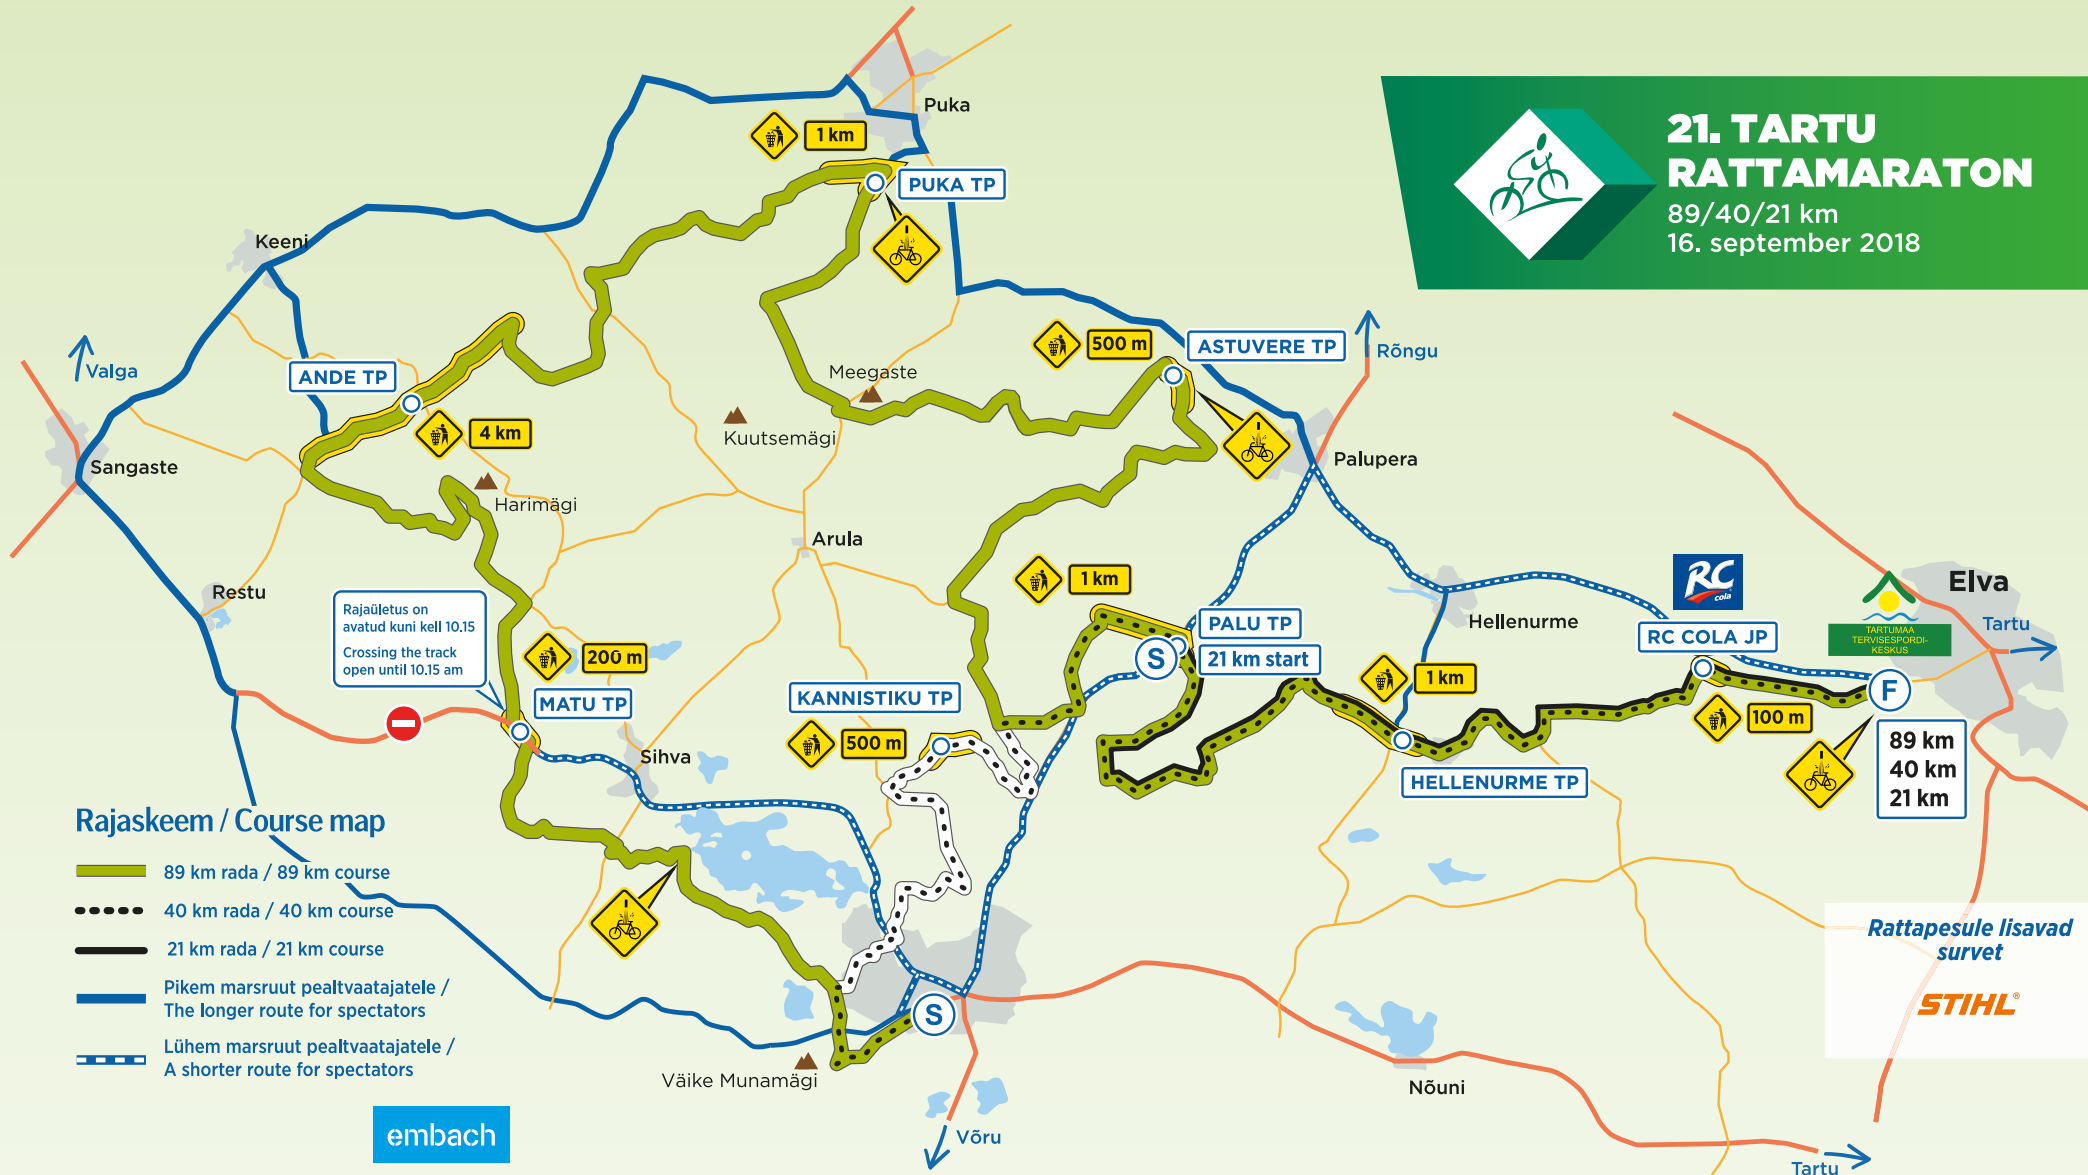 21. TARTU
RATTAMARATON
89/40/21 km
16. september 2018
Puka
1 km
PUKA TP
Keeni
Valga
ANDE TP
4 km
Sangaste
Harimägi
Kuutsemägi
Meegaste
500 m
ASTUVERE TP
Rõngu
Palupera
Arula
Restu
Rajaületus on
avatud kuni kell 10.15
Crossing the track
open until 10.15 am
200 m
MATU TP
Sihva
KANNISTIKU TP
500 m
1 km
PALU TP
21 km start
S
1 km
Hellenurme
HELLENURME TP
RC
cola
RC COLA JP
100 m
TARTUMAA
TERVISESPORDI-
KESKUS
Elva
Tartu
F
89 km
40 km
21 km
Rajaskeem / Course map
89 km rada / 89 km course
40 km rada / 40 km course
21 km rada / 21 km course
Pikem marsruut pealtvaatajatele /
The longer route for spectators
Lühem marsruut pealtvaatajatele /
A shorter route for spectators
S
Väike Munamägi
Võru
Nõuni
Tartu
Rattapesule lisavad
survet
STIHL®
embach